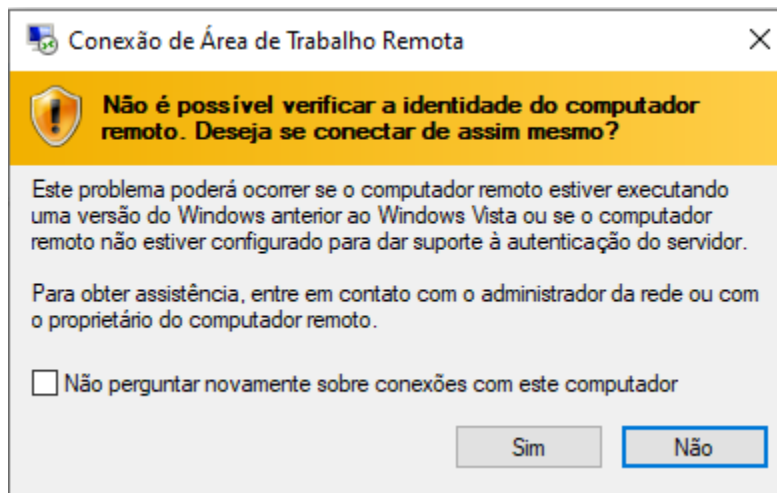 Conexão de Área de Trabalho Remota
Não é possível verificar a identidade do computador
remoto. Deseja se conectar de assim mesmo?
Este problema poderá ocorrer se o computador remoto estiver executando
uma versão do Windows anterior ao Windows Vista ou se o computador
remoto não estiver configurado para dar suporte à autenticação do servidor.
Para obter assistência, entre em contato com o administrador da rede ou com
o proprietário do computador remoto.
Não perguntar novamente sobre conexões com este computador
Sim
Não